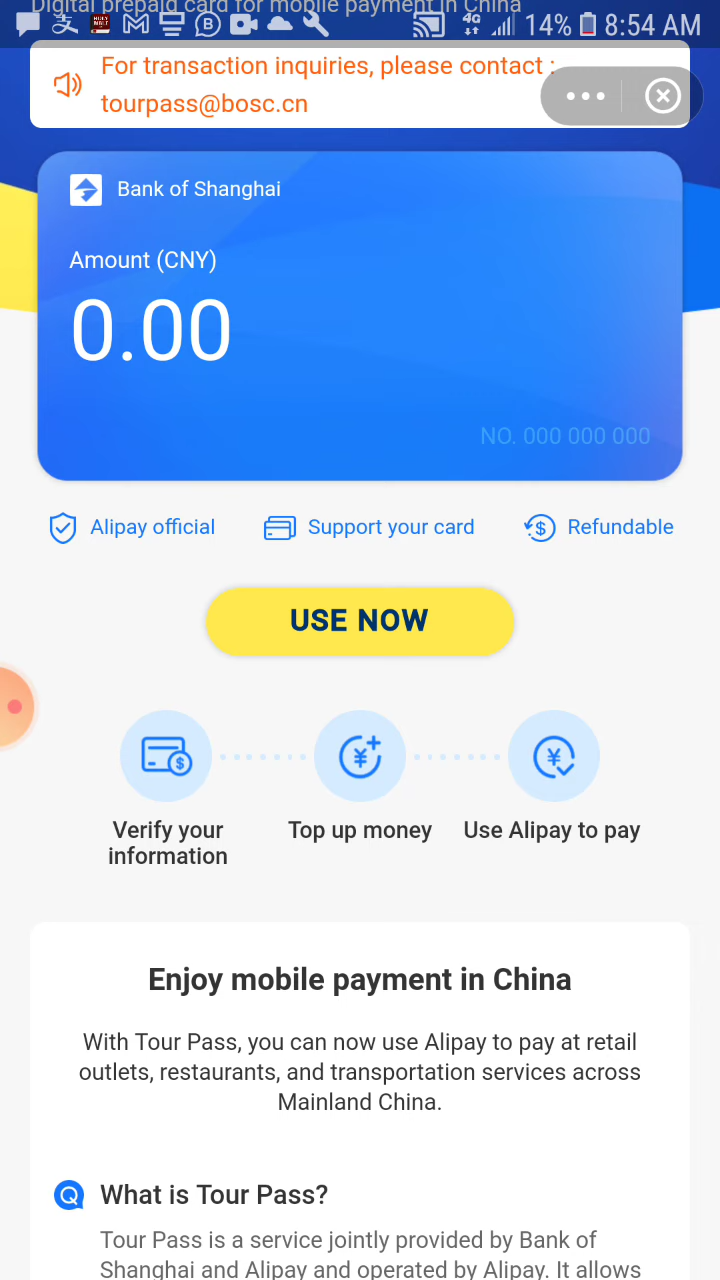 Digital prepaid card for mobile payment in China
支
HOLY BIBLE
B
4G
14%
8:54 AM
For transaction inquiries, please contact :
tourpass@bosc.cn
Bank of Shanghai
Amount (CNY)
0.00
NO. 000 000 000
Alipay official
Support your card
Refundable
USE NOW
Verify your
information
Top up money
Use Alipay to pay
Enjoy mobile payment in China
With Tour Pass, you can now use Alipay to pay at retail
outlets, restaurants, and transportation services across
Mainland China.
What is Tour Pass?
Tour Pass is a service jointly provided by Bank of
Shanghai and Alipay and operated by Alipay. It allows